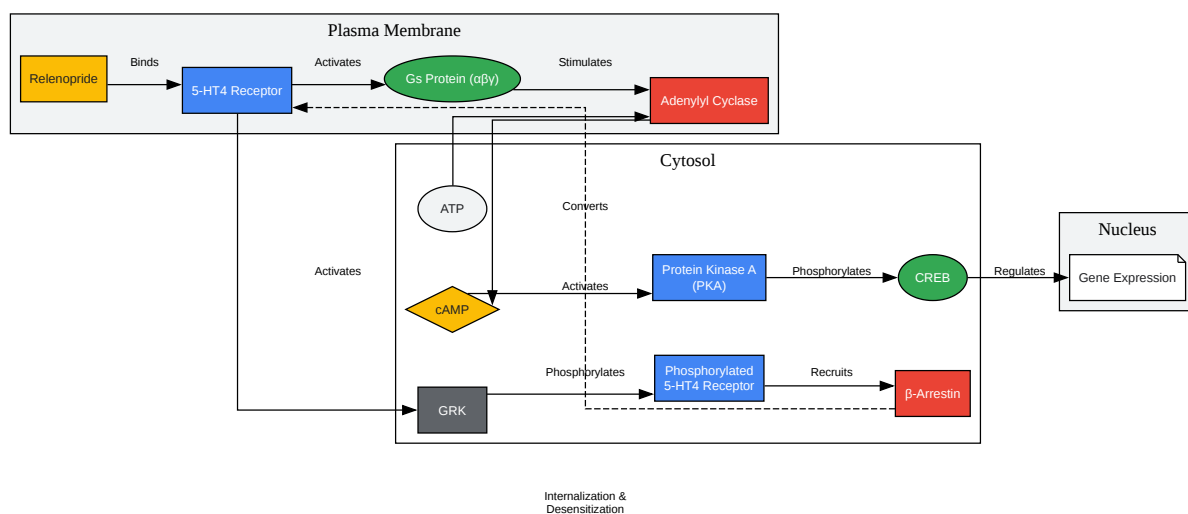 Plasma Membrane
Relenopride
Binds
5-HT4 Receptor
Activates
Gs Protein (αβγ)
Stimulates
Adenylyl Cyclase
Cytosol
ATP
Converts
Activates
cAMP
Activates
Protein Kinase A
(PKA)
Phosphorylates
CREB
Regulates
Nucleus
Gene Expression
GRK
Phosphorylates
Phosphorylated
5-HT4 Receptor
Recruits
β-Arrestin
Internalization &
Desensitization